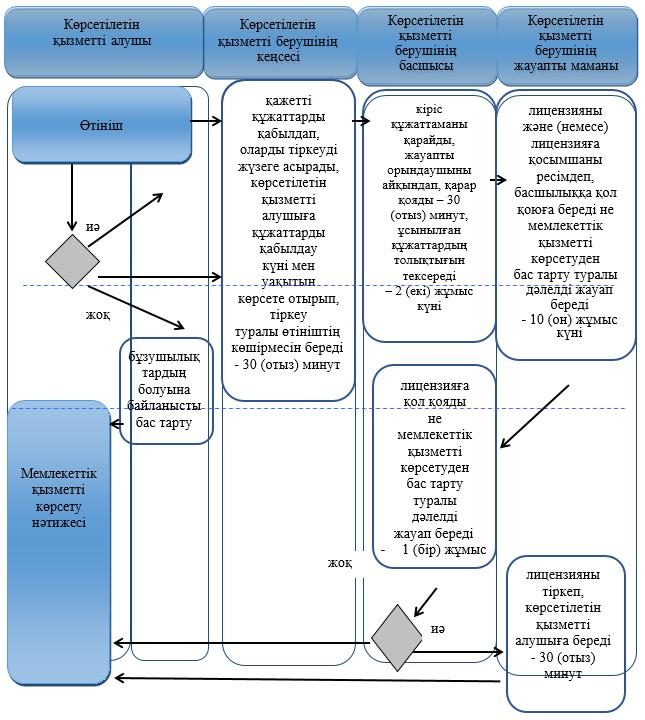 Көрсетілетін
қызметті алушы
Көрсетілетін
қызметті берушінің
кеңсесі
Көрсетілетін
қызметті
берушінің
басшысы
Көрсетілетін
қызметті
берушінің
жауапты маманы
Өтініш
иә
жоқ
бұзушылық
тардың
болуына
байланысты
бас тарту
Мемлекеттік
қызметті
көрсету
нәтижесі
қажетті
құжаттарды
қабылдап,
оларды тіркеуді
жүзеге асырады,
көрсетілетін
қызметті
алушыға
құжаттарды
қабылдау
күні мен
уақытын
көрсете отырып,
тіркеу
туралы өтініштің
көшірмесін береді
- 30 (отыз) минут
кіріс
құжаттаманы
қарайды,
жауапты
орындаушыны
айқындап, қарар
қояды – 30
(отыз) минут,
ұсынылған
құжаттардың
толықтығын
тексереді
– 2 (екі) жұмыс
күні
лицензияны
және (немесе)
лицензияға
қосымшаны
ресімдеп,
басшылыққа қол
қоюға береді не
мемлекеттік
қызметті
көрсетуден
бас тарту туралы
дәлелді жауап
береді
- 10 (он) жұмыс
күні
лицензияға
қол қояды
не
мемлекеттік
қызметті
көрсетуден
бас тарту
туралы
дәлелді
жауап береді
- 1 (бір) жұмыс
жоқ
иә
лицензияны
тіркеп,
көрсетілетін
қызметті
алушыға береді
- 30 (отыз)
минут